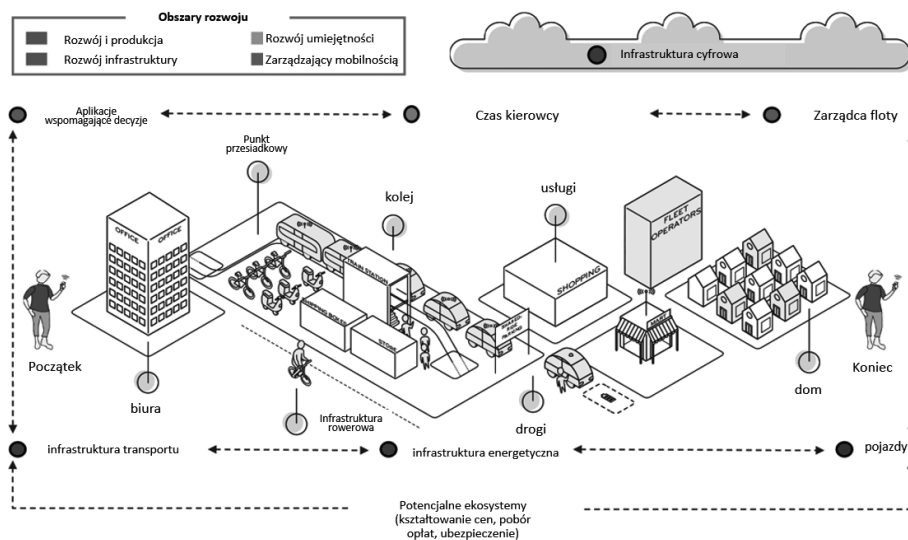 Obszary rozwoju
Rozwój i produkcja
Rozwój umiejętności
Rozwój infrastruktury
Zarządzający mobilnością
Infrastruktura cyfrowa
Aplikacje
wspomagające decyzje
Czas kierowcy
Zarządca floty
Punkt
przesiadkowy
kolej
usługi
OFFICE
OFFICE
TRAIN STATION
SHOPPING BOXES
STORE
SHOPPING
FLEET
OPERATORS
Początek
biura
Infrastruktura
rowerowa
drogi
dom
Koniec
infrastruktura transportu
infrastruktura energetyczna
pojazdy
Potencjalne ekosystemy
(kształtowanie cen, pobór
opłat, ubezpieczenie)